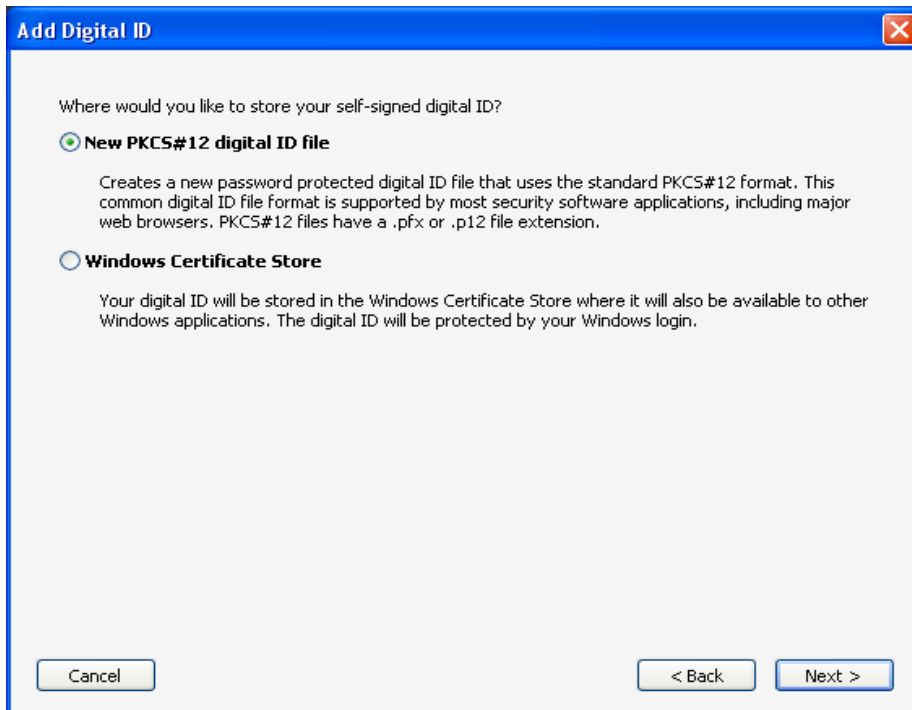 Add Digital ID
Where would you like to store your self-signed digital ID?
New PKCS#12 digital ID file
Creates a new password protected digital ID file that uses the standard PKCS#12 format. This
common digital ID file format is supported by most security software applications, including major
web browsers. PKCS#12 files have a .pfx or .p12 file extension.
Windows Certificate Store
Your digital ID will be stored in the Windows Certificate Store where it will also be available to other
Windows applications. The digital ID will be protected by your Windows login.
Cancel
< Back
Next >